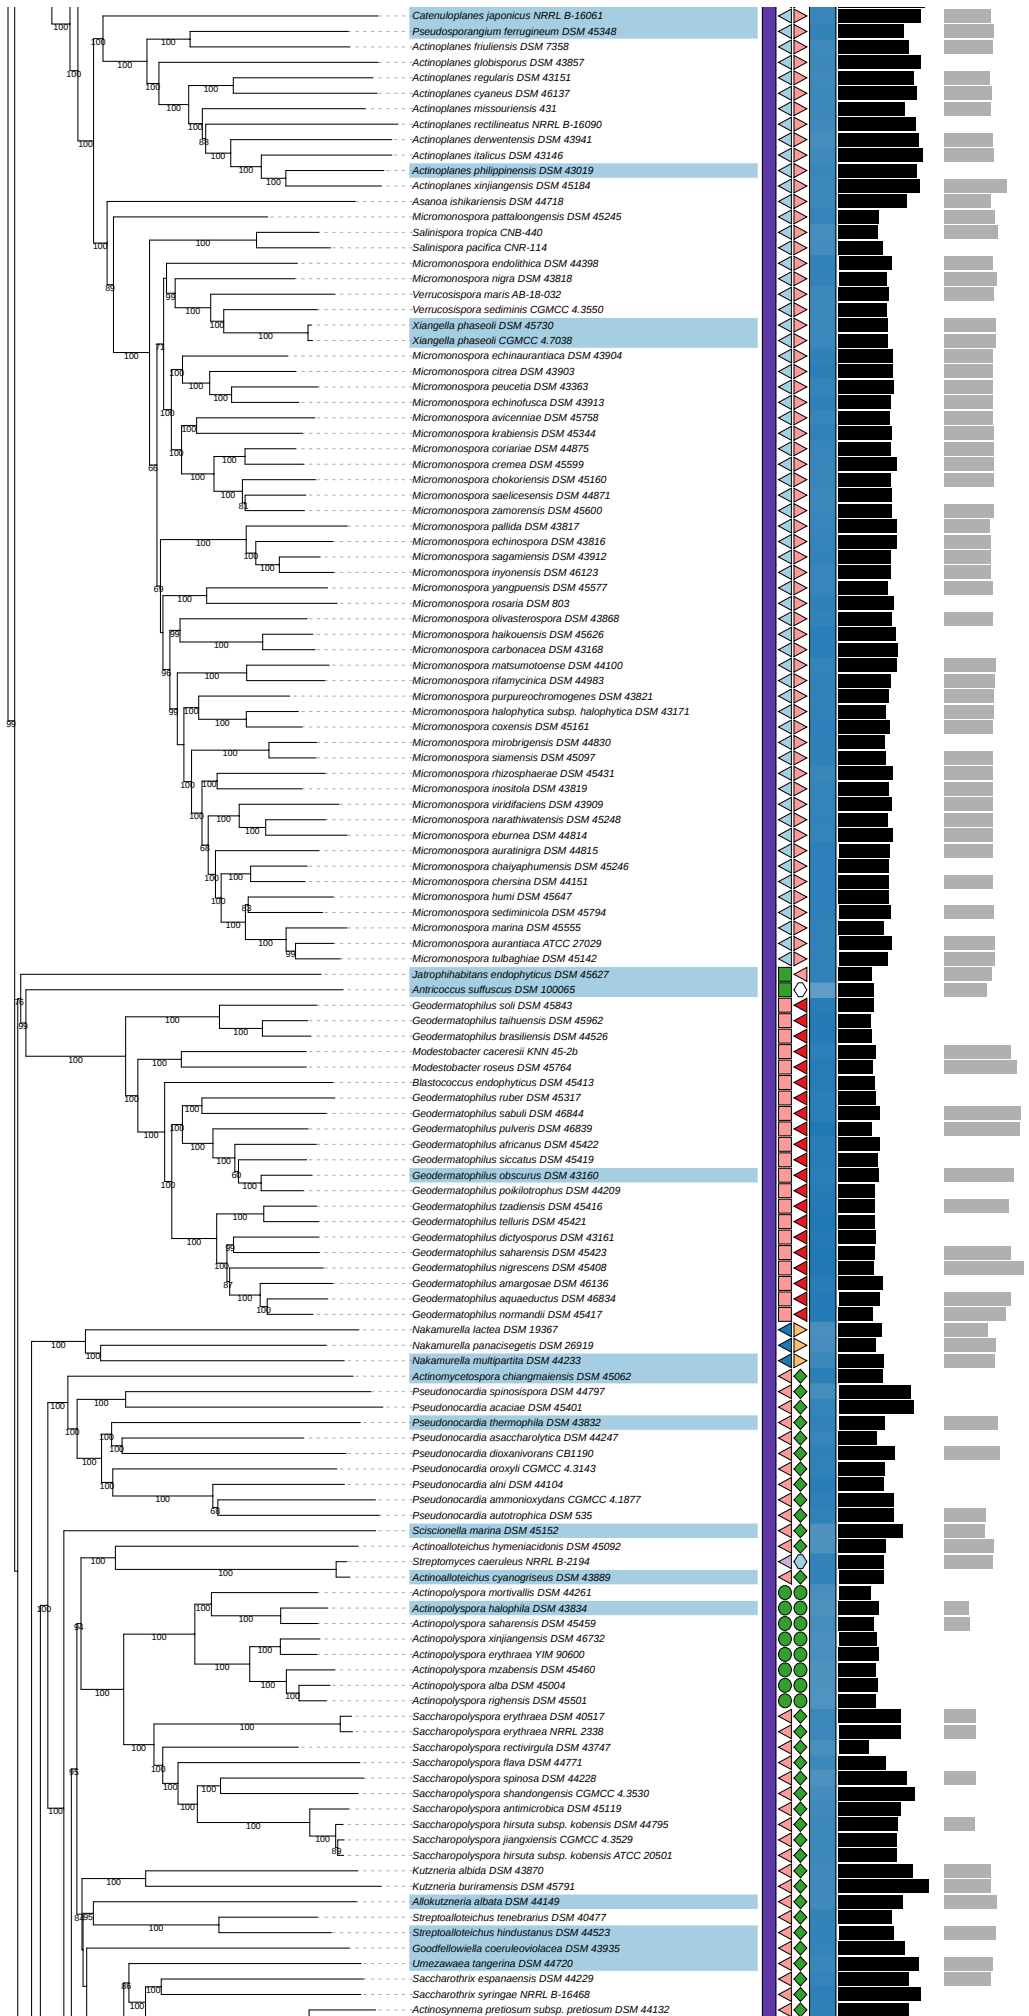 Catenuloplanes japonicus NRRL B-16061
Pseudosporangium ferrugineum DSM 45348
Actinoplanes friuliensis DSM 7358
Actinoplanes globisporus DSM 43857
Actinoplanes regularis DSM 43151
Actinoplanes cyaneus DSM 46137
Actinoplanes missouriensis 431
Actinoplanes rectilineatus NRRL B-16090
Actinoplanes derwentensis DSM 43941
Actinoplanes italicus DSM 43146
Actinoplanes philippinensis DSM 43019
Actinoplanes xinjiangensis DSM 45184
Asanoa ishikariensis DSM 44718
Micromonospora pattaloongensis DSM 45245
Salinispora tropica CNB-440
Salinispora pacifica CNR-114
Micromonospora endolithica DSM 44398
Micromonospora nigra DSM 43818
Verrucosispora maris AB-18-032
Verrucosispora sediminis CGMCC 4.3550
Xiangella phaseoli DSM 45730
Xiangella phaseoli CGMCC 4.7038
Micromonospora echinaurantiaca DSM 43904
Micromonospora citrea DSM 43903
Micromonospora peucetia DSM 43363
Micromonospora echinofusca DSM 43913
Micromonospora avicenniae DSM 45758
Micromonospora krabiensis DSM 45344
Micromonospora coriariae DSM 44875
Micromonospora cremea DSM 45599
Micromonospora chokoriensis DSM 45160
Micromonospora saelicesensis DSM 44871
Micromonospora zamorensis DSM 45600
Micromonospora pallida DSM 43817
Micromonospora echinospora DSM 43816
Micromonospora sagamiensis DSM 43912
Micromonospora inyonensis DSM 46123
Micromonospora yangpuensis DSM 45577
Micromonospora rosaria DSM 803
Micromonospora olivasterospora DSM 43868
Micromonospora haikouensis DSM 45626
Micromonospora carbonacea DSM 43168
Micromonospora matsumotoense DSM 44100
Micromonospora rifamycinica DSM 44983
Micromonospora purpureochromogenes DSM 43821
Micromonospora halophytica subsp. halophytica DSM 43171
Micromonospora coxensis DSM 45161
Micromonospora mirobrigensis DSM 44830
Micromonospora siamensis DSM 45097
Micromonospora rhizosphaerae DSM 45431
Micromonospora inositola DSM 43819
Micromonospora viridifaciens DSM 43909
Micromonospora narathiwatensis DSM 45248
Micromonospora eburnea DSM 44814
Micromonospora auratinigra DSM 44815
Micromonospora chaiyaphumensis DSM 45246
Micromonospora chersina DSM 44151
Micromonospora humi DSM 45647
Micromonospora sediminicola DSM 45794
Micromonospora marina DSM 45555
Micromonospora aurantiaca ATCC 27029
Micromonospora tulbaghiae DSM 45142
Jatrophihabitans endophyticus DSM 45627
Antricoccus suffuscus DSM 100065
Geodermatophilus soli DSM 45843
Geodermatophilus taihuensis DSM 45962
Geodermatophilus brasiliensis DSM 44526
Modestobacter caceresii KNN 45-2b
Modestobacter roseus DSM 45764
Blastococcus endophyticus DSM 45413
Geodermatophilus ruber DSM 45317
Geodermatophilus sabuli DSM 46844
Geodermatophilus pulveris DSM 46839
Geodermatophilus africanus DSM 45422
Geodermatophilus siccatus DSM 45419
Geodermatophilus obscurus DSM 43160
Geodermatophilus poikilotrophus DSM 44209
Geodermatophilus tzadiensis DSM 45416
Geodermatophilus telluris DSM 45421
Geodermatophilus dictyosporus DSM 43161
Geodermatophilus saharensis DSM 45423
Geodermatophilus nigrescens DSM 45408
Geodermatophilus amargosae DSM 46136
Geodermatophilus aquaeductus DSM 46834
Geodermatophilus normandii DSM 45417
Nakamurella lactea DSM 19367
Nakamurella panacisegetis DSM 26919
Nakamurella multipartita DSM 44233
Actinomycetospora chiangmaiensis DSM 45062
Pseudonocardia spinosispora DSM 44797
Pseudonocardia acaciae DSM 45401
Pseudonocardia thermophila DSM 43832
Pseudonocardia asaccharolytica DSM 44247
Pseudonocardia dioxanivorans CB1190
Pseudonocardia oroxyli CGMCC 4.3143
Pseudonocardia alni DSM 44104
Pseudonocardia ammonioxydans CGMCC 4.1877
Pseudonocardia autotrophica DSM 535
Sciscionella marina DSM 45152
Actinoalloteichus hymeniacidonis DSM 45092
Streptomyces caeruleus NRRL B-2194
Actinoalloteichus cyanogriseus DSM 43889
Actinopolyspora mortivallis DSM 44261
Actinopolyspora halophila DSM 43834
Actinopolyspora saharensis DSM 45459
Actinopolyspora xinjiangensis DSM 46732
Actinopolyspora erythraea YIM 90600
Actinopolyspora mzabensis DSM 45460
Actinopolyspora alba DSM 45004
Actinopolyspora righensis DSM 45501
Saccharopolyspora erythraea DSM 40517
Saccharopolyspora erythraea NRRL 2338
Saccharopolyspora rectivirgula DSM 43747
Saccharopolyspora flava DSM 44771
Saccharopolyspora spinosa DSM 44228
Saccharopolyspora shandongensis CGMCC 4.3530
Saccharopolyspora antimicrobica DSM 45119
Saccharopolyspora hirsuta subsp. kobensis DSM 44795
Saccharopolyspora jiangxiensis CGMCC 4.3529
Saccharopolyspora hirsuta subsp. kobensis ATCC 20501
Kutzneria albida DSM 43870
Kutzneria buriramensis DSM 45791
Allokutzneria albata DSM 44149
Streptoalloteichus tenebrarius DSM 40477
Streptoalloteichus hindustanus DSM 44523
Goodfellowiella coeruleoviolacea DSM 43935
Umezawaea tangerina DSM 44720
Saccharothrix espanaensis DSM 44229
Saccharothrix syringae NRRL B-16468
Actinosynnema pretiosum subsp. pretiosum DSM 44132